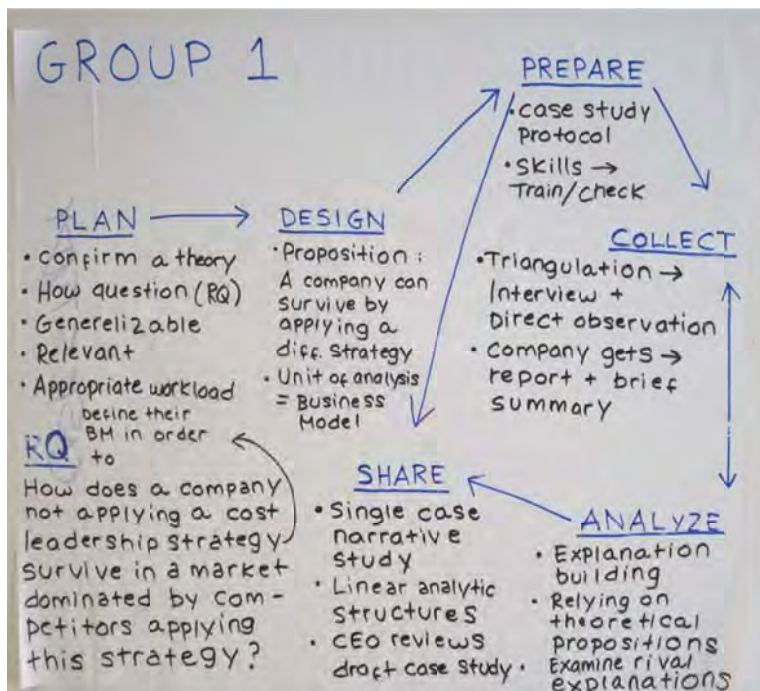 GROUP 1
PLAN
• confirm a theory
• How question (RQ)
• Generelizable
• Relevant
• Appropriate workload
define their
BM in order
to
RQ
How does a company
not applying a cost
leadership strategy
survive in a market
dominated by com-
petitors applying
this strategy?
DESIGN
• Proposition :
A company can
survive by
applying a
diff. strategy
• Unit of analysis
= Business
Model
PREPARE
• case study
protocol
• Skills →
Train/check
COLLECT
• Triangulation →
Interview +
Direct observation
• Company gets →
report + brief
summary
ANALYZE
• Explanation
building
• Relying on
theoretical
propositions
• Examine rival
explanations
SHARE
• Single case
narrative
study
• Linear analytic
structures
• CEO reviews
draft case study